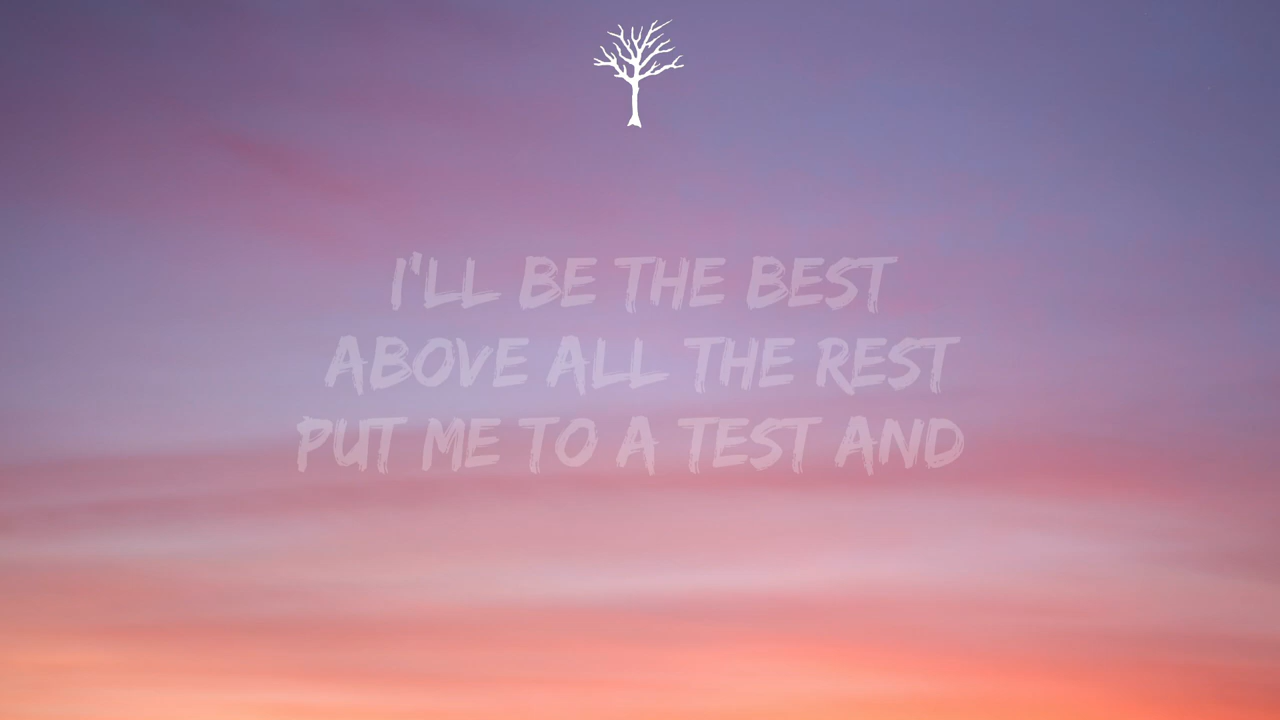 I'LL BE THE BEST
ABOVE ALL THE REST
PUT ME TO A TEST AND